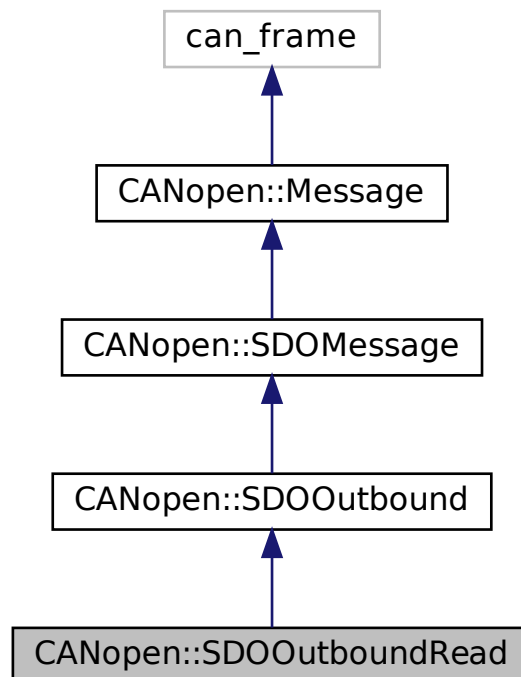 can_frame
CANopen::Message
CANopen::SDOMessage
CANopen::SDOOutbound
CANopen::SDOOutboundRead